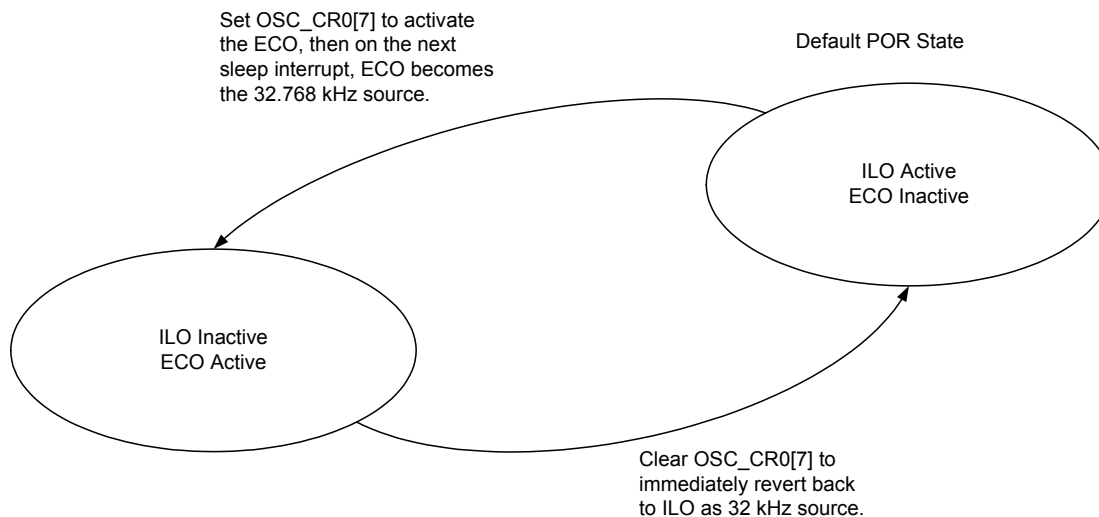 Set OSC_CR0[7] to activate
the ECO, then on the next
sleep interrupt, ECO becomes
the 32.768 kHz source.
Default POR State
ILO Active
ECO Inactive
ILO Inactive
ECO Active
Clear OSC_CR0[7] to
immediately revert back
to ILO as 32 kHz source.